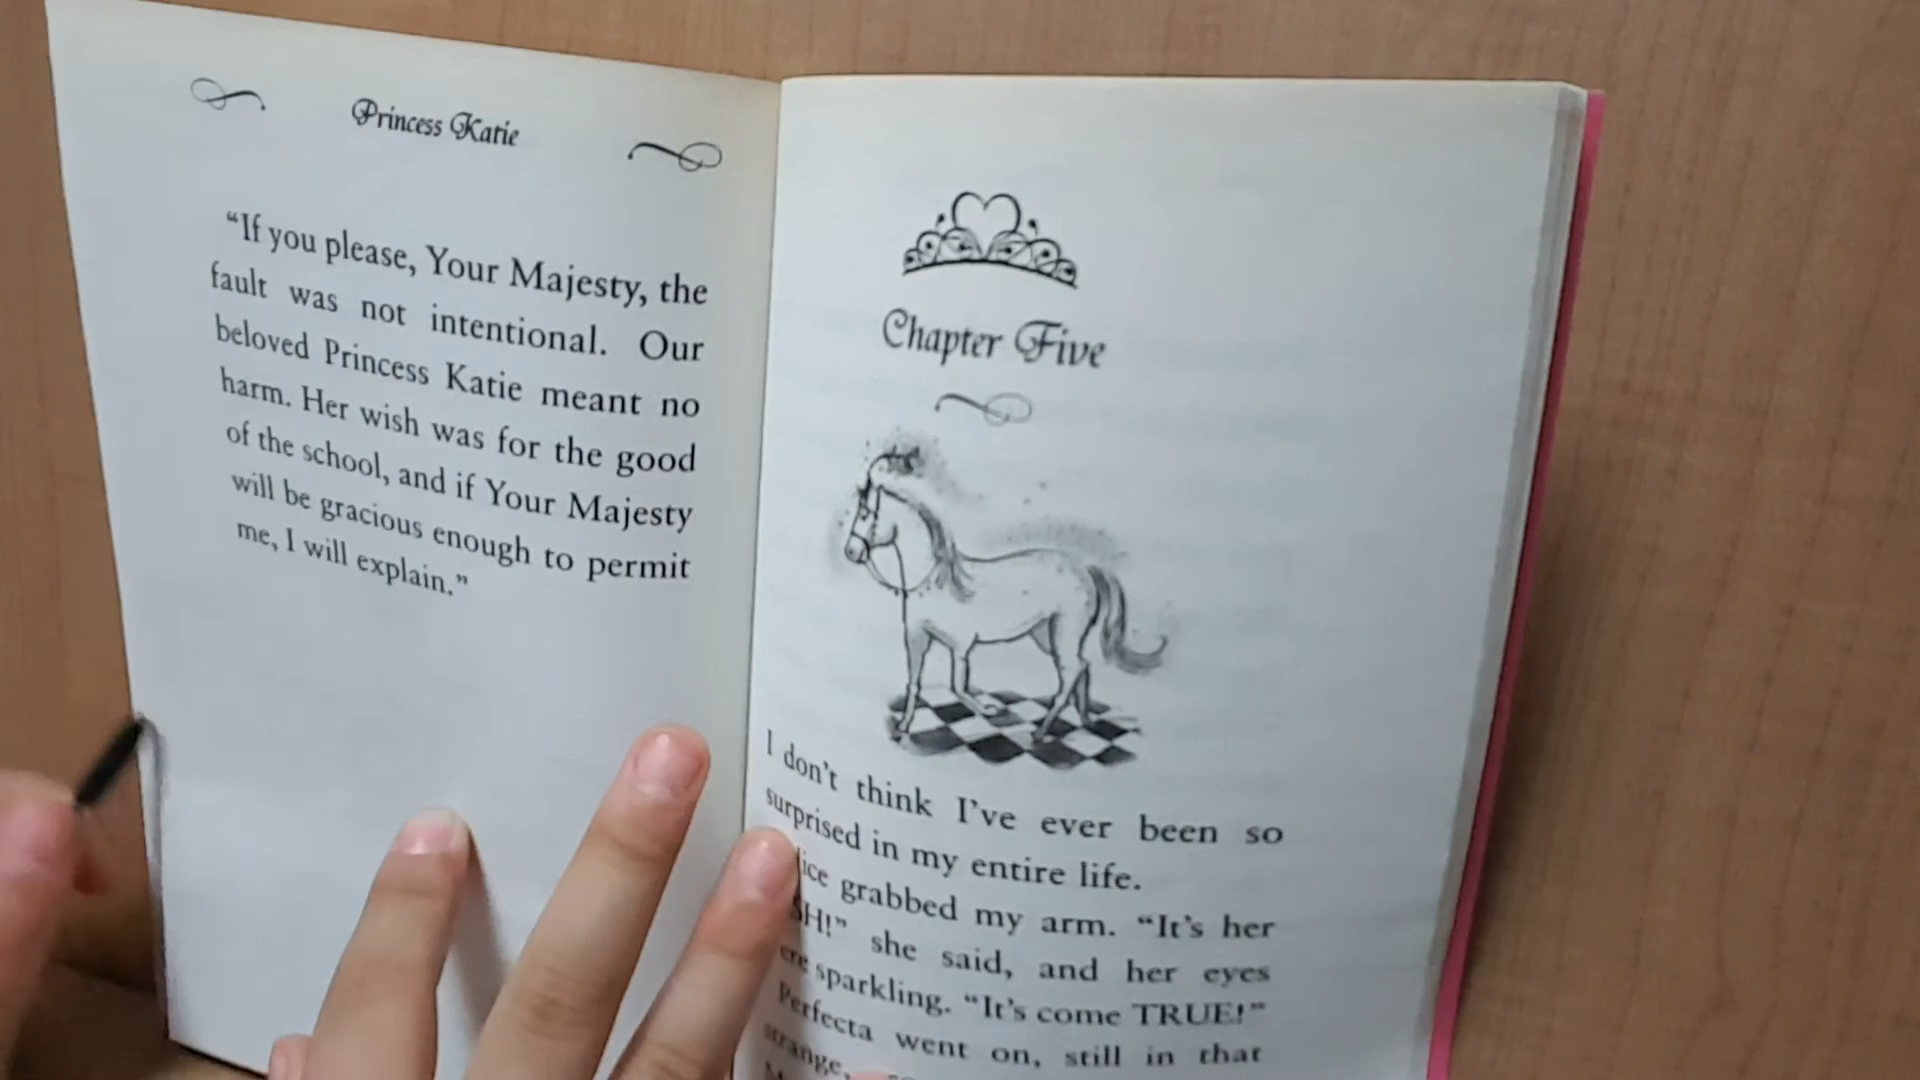 Princess Katie
“If you please, Your Majesty, the
fault was not intentional. Our
beloved Princess Katie meant no
harm. Her wish was for the good
of the school, and if Your Majesty
will be gracious enough to permit
me, I will explain.”
Chapter Five
I don’t think I’ve ever been so
surprised in my entire life.
grabbed my arm. “It’s her
she said, and her eyes
sparkling. “It’s come TRUE!”
Perfecta went on, still in that
strange,